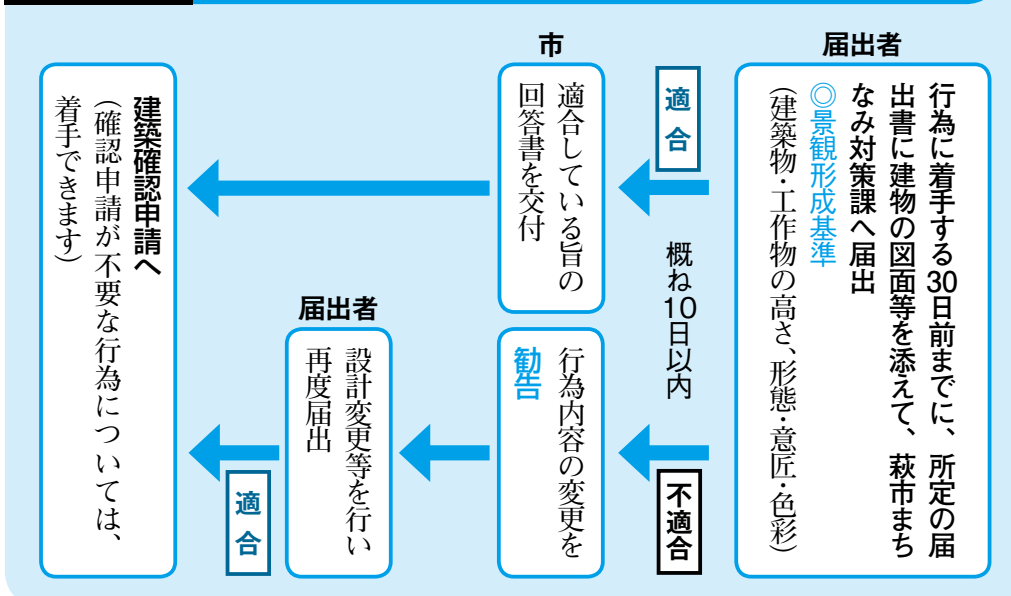 届出者
行為に着手する30日前までに、所定の届
出書に建物の図面等を添えて、萩市まち
なみ対策課へ届出
◎景観形成基準
(建築物・工作物の高さ、形態・意匠・色彩)
適合
概ね10日以内
不適合
市
適合している旨の
回答書を交付
行為内容の変更を
勧告
届出者
設計変更等を行い
再度届出
適合
建築確認申請へ
(確認申請が不要な行為については、
着手できます)